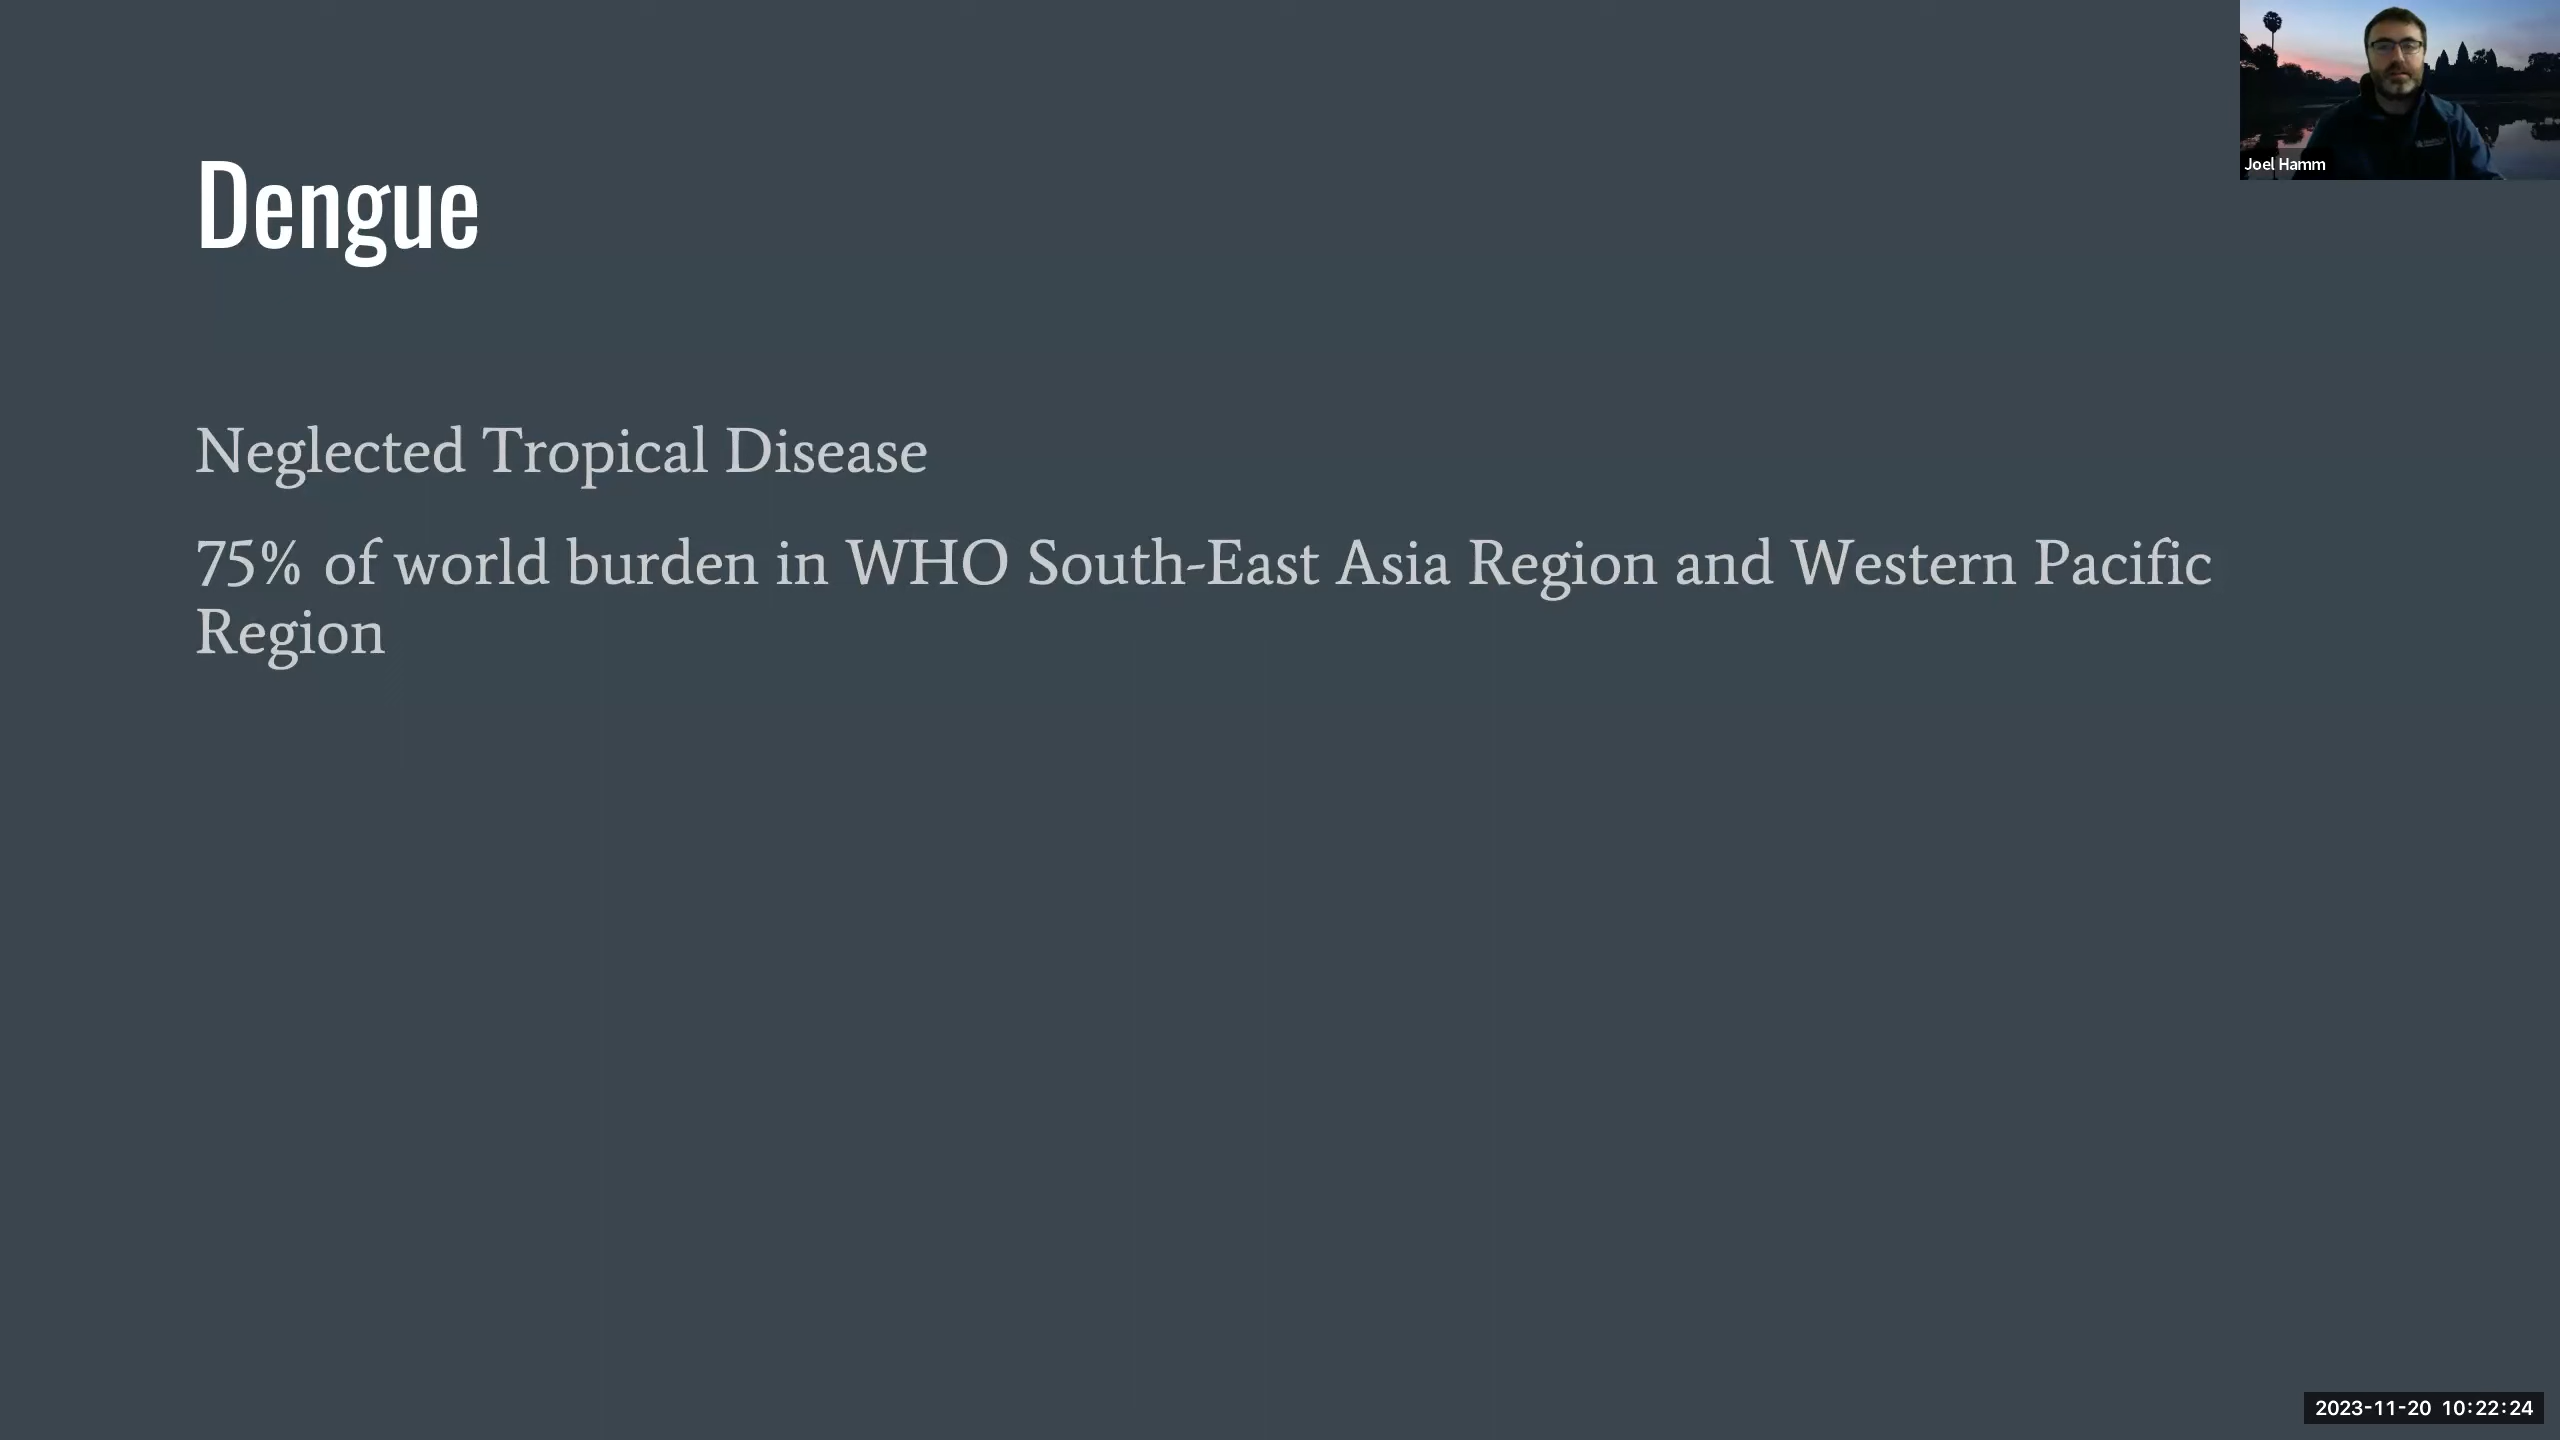 Dengue
Joel Hamm
Neglected Tropical Disease
75% of world burden in WHO South-East Asia Region and Western Pacific
Region
2023-11-20 10:22:24